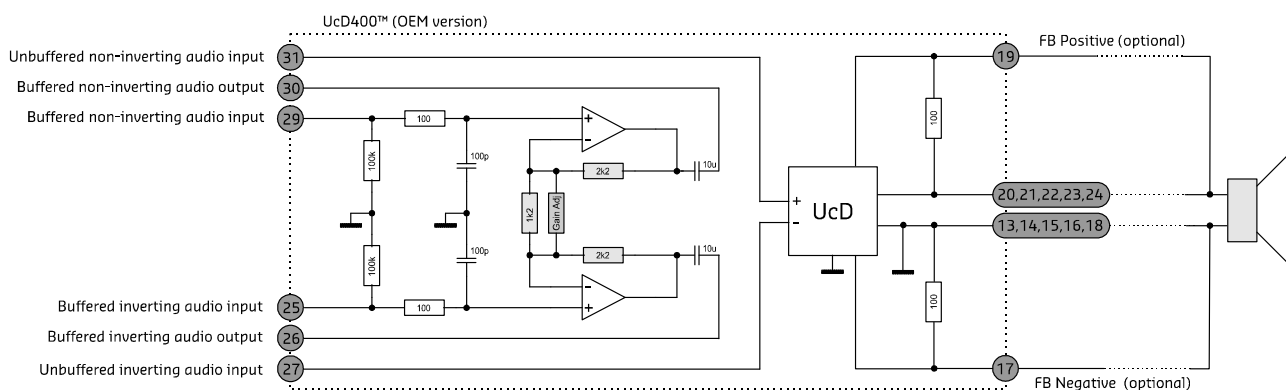 UcD400™ (OEM version)
Unbuffered non-inverting audio input
31
19
FB Positive (optional)
Buffered non-inverting audio output
30
Buffered non-inverting audio input
29
100
100k
100p
+
-
2k2
10u
1k2
Gain Adj
100
+
-
UcD
20,21,22,23,24
13,14,15,16,18
100k
100p
2k2
10u
-
+
100
Buffered inverting audio input
25
100
Buffered inverting audio output
26
Unbuffered inverting audio input
27
17
FB Negative (optional)